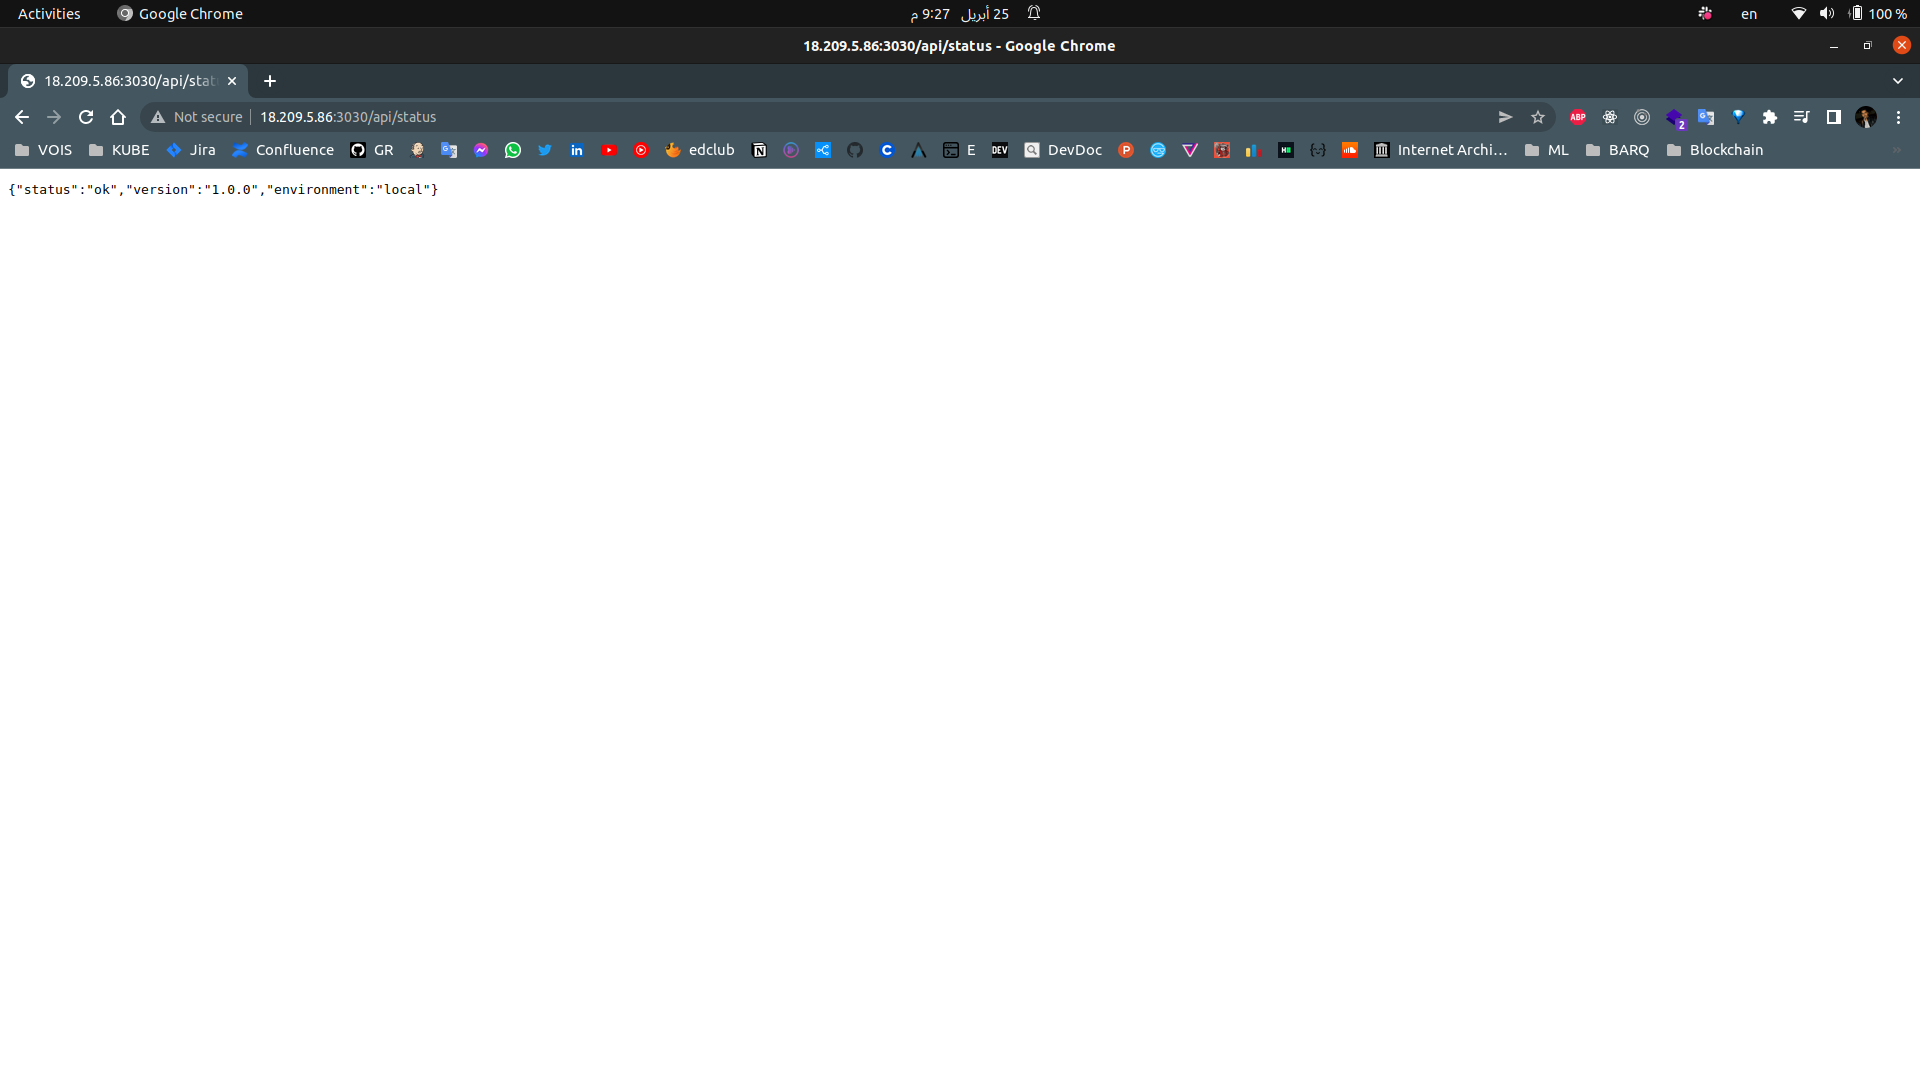 Activities Google Chrome 25 أبريل 9:27 م en 100 %
18.209.5.86:3030/api/status - Google Chrome
18.209.5.86:3030/api/stat
Not secure 18.209.5.86:3030/api/status ABP 2
VOIS KUBE Jira Confluence GR edclub E DEV DevDoc Internet Archi... ML BARQ Blockchain
{"status":"ok","version":"1.0.0","environment":"local"}